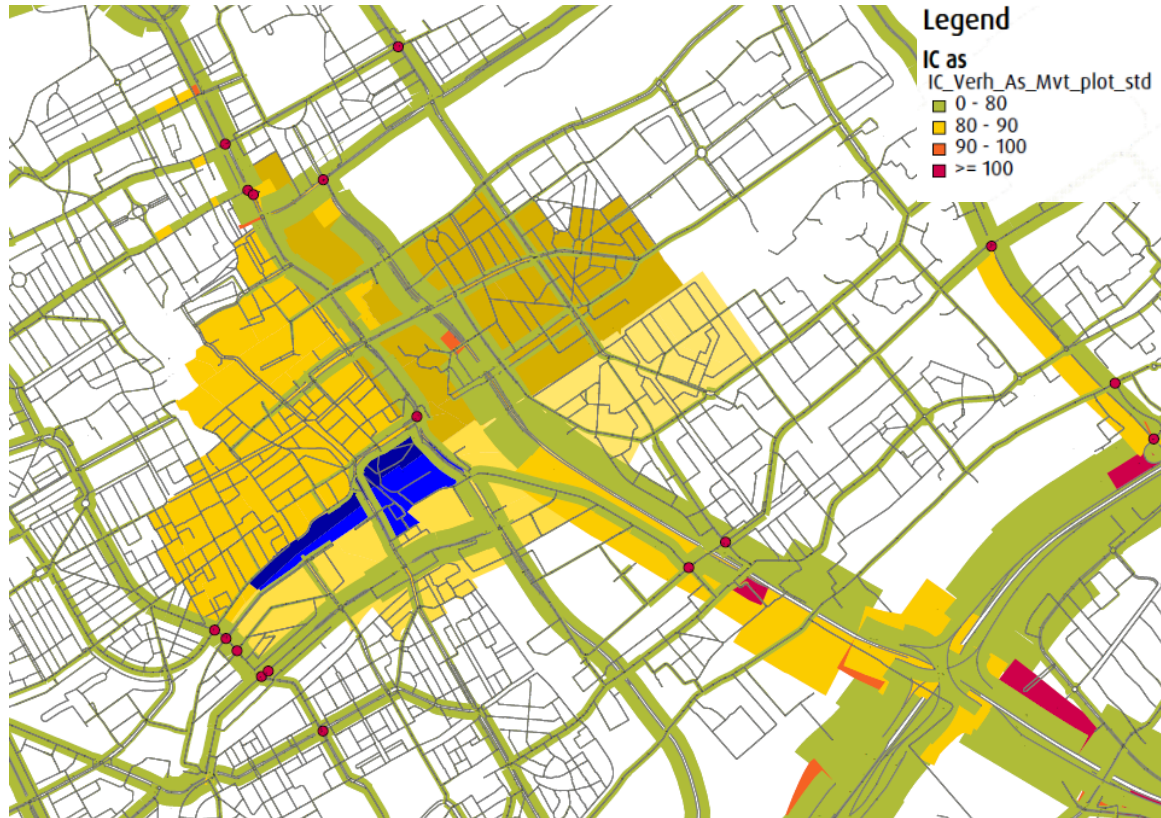 Legend
IC as
IC_Verh_As_Mvt_plot_std
0 - 80
80 - 90
90 - 100
>= 100